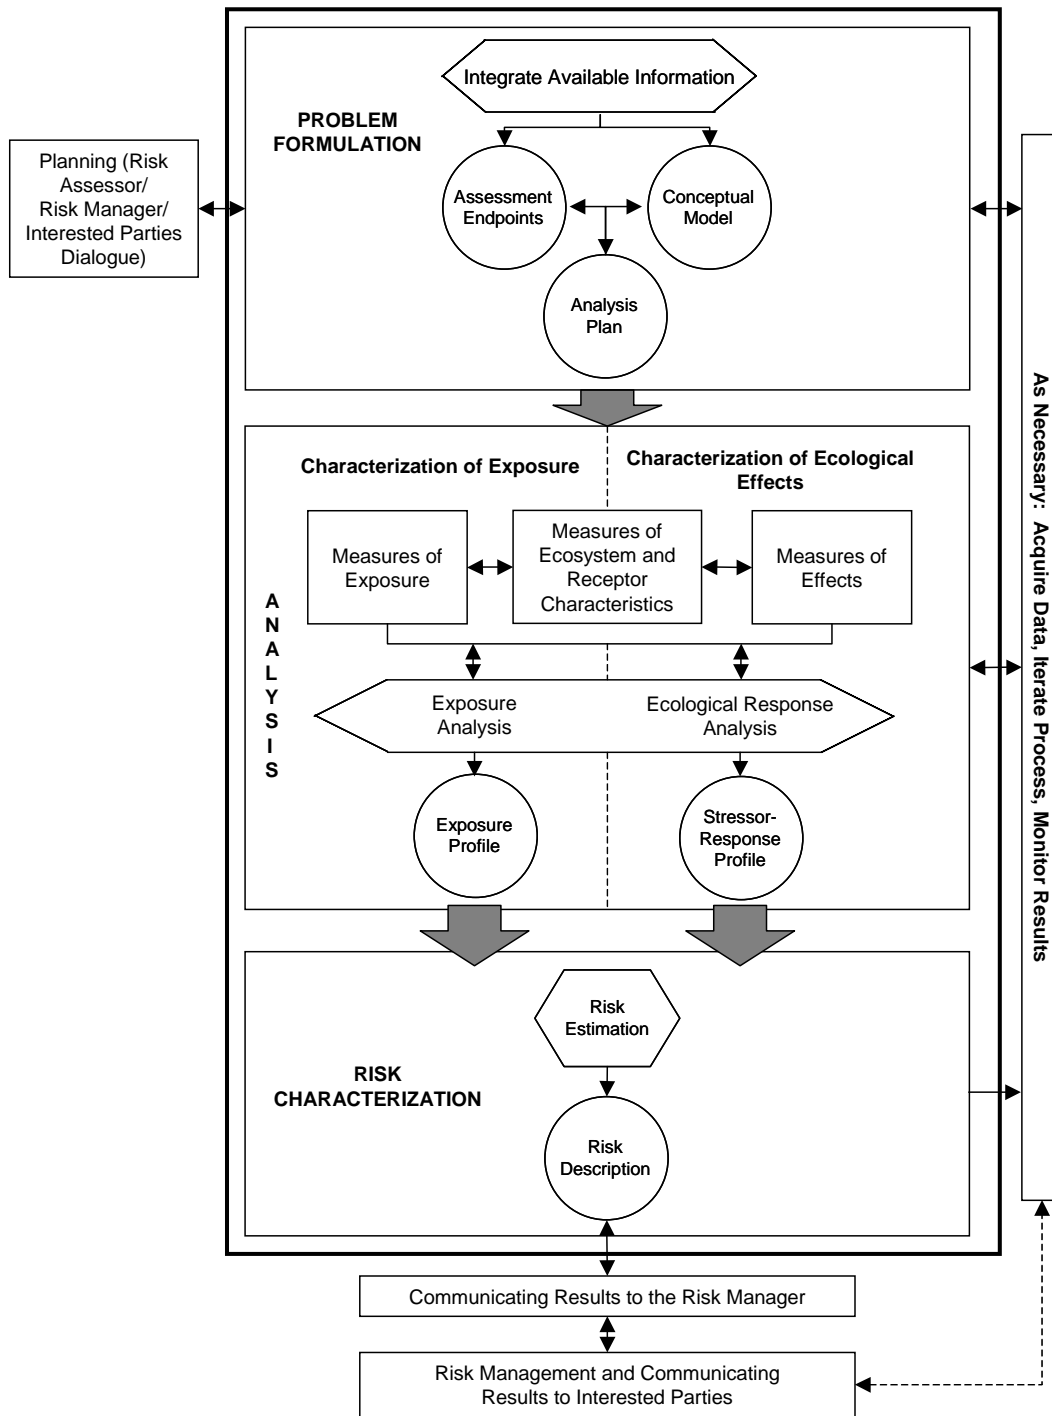 Integrate Available Information
PROBLEM
FORMULATION
Planning (Risk
Assessor/
Risk Manager/
Interested Parties
Dialogue)
Assessment
Endpoints
Conceptual
Model
Analysis
Plan
As Necessary: Acquire Data, Iterate Process, Monitor Results
Characterization of Exposure
Characterization of Ecological
Effects
Measures of
Exposure
Measures of
Ecosystem and
Receptor
Characteristics
Measures of
Effects
A
N
A
L
Y
S
I
S
Exposure
Analysis
Ecological Response
Analysis
Exposure
Profile
Stressor-
Response
Profile
Risk
Estimation
RISK
CHARACTERIZATION
Risk
Description
Communicating Results to the Risk Manager
Risk Management and Communicating
Results to Interested Parties